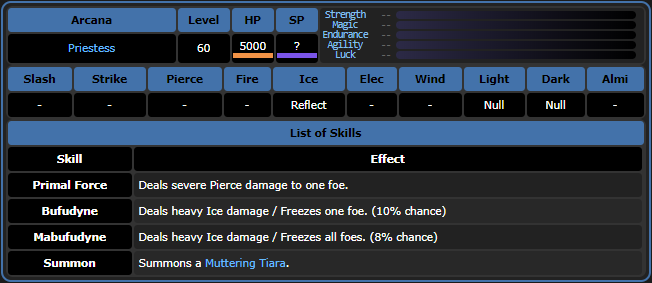 Arcana Level HP SP
Priestess 60 5000 ?
Strength --
Magic --
Endurance --
Agility --
Luck --
Slash Strike Pierce Fire Ice Elec Wind Light Dark Almi
- - - - Reflect - - Null Null -
List of Skills
Skill Effect
Primal Force Deals severe Pierce damage to one foe.
Bufudyne Deals heavy Ice damage / Freezes one foe. (10% chance)
Mabufudyne Deals heavy Ice damage / Freezes all foes. (8% chance)
Summon Summons a Muttering Tiara.